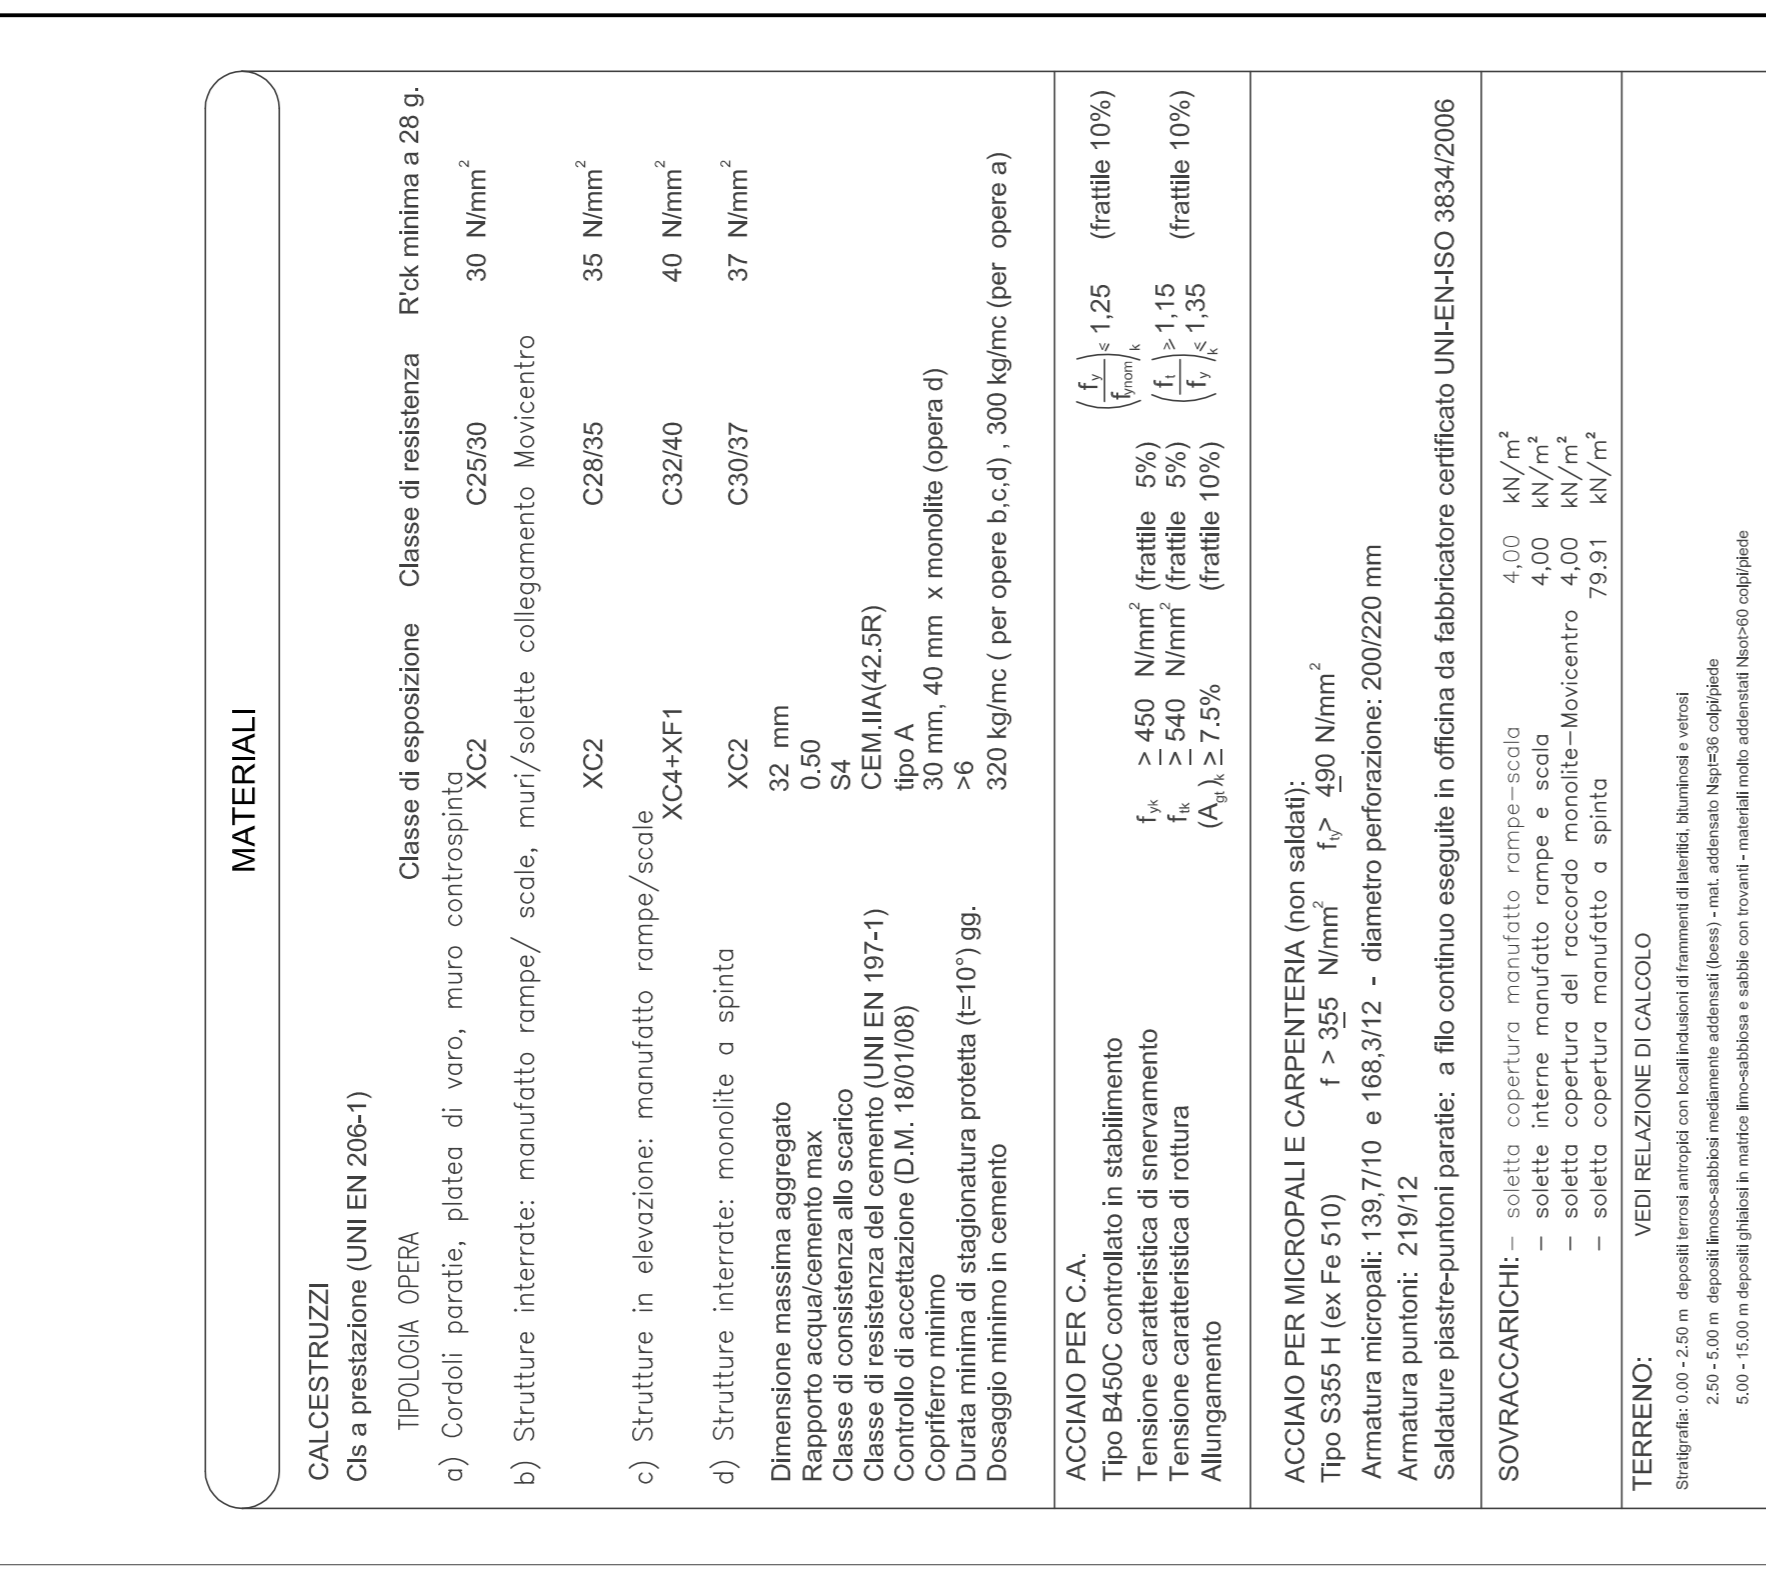 MATERIALI
CALCESTRUZZI
Cls a prestazione (UNI EN 206-1)
TIPOLOGIA OPERA Classe di esposizione Classe di resistenza R'ck minima a 28 g.
a) Cordoli paratie, platea di varo, muro controspinta
XC2 C25/30 30 N/mm²
b) Strutture interrate: manufatto rampe/ scale, muri/solette collegamento Movicentro
XC2 C28/35 35 N/mm²
c) Strutture in elevazione: manufatto rampe/scale
XC4+XF1 C32/40 40 N/mm²
d) Strutture interrate: monolite a spinta XC2 C30/37 37 N/mm²
Dimensione massima aggregato 32 mm
Rapporto acqua/cemento max 0.50
Classe di consistenza allo scarico S4
Classe di resistenza del cemento (UNI EN 197-1) CEM.IIA(42.5R)
Controllo di accettazione (D.M. 18/01/08) tipo A
Copriferro minimo 30 mm, 40 mm x monolite (opera d)
Durata minima di stagionatura protetta (t=10°) gg. >6
Dosaggio minimo in cemento 320 kg/mc ( per opere b,c,d) , 300 kg/mc (per opere a)
ACCIAIO PER C.A.
Tipo B450C controllato in stabilimento
Tensione caratteristica di snervamento fyk ≥ 450 N/mm² (frattile 5%) (fy/fynom)k ≤ 1,25 (frattile 10%)
Tensione caratteristica di rottura ftk ≥ 540 N/mm² (frattile 5%) (ft/fy)k > 1,15 ≤ 1,35 (frattile 10%)
Allungamento (Agt)k ≥ 7.5% (frattile 10%)
ACCIAIO PER MICROPALI E CARPENTERIA (non saldati):
Tipo S355 H (ex Fe 510) f > 355 N/mm² fty> 490 N/mm²
Armatura micropali: 139,7/10 e 168,3/12 - diametro perforazione: 200/220 mm
Armatura puntoni: 219/12
Saldature piastre-puntoni paratie: a filo continuo eseguite in officina da fabbricatore certificato UNI-EN-ISO 3834/2006
SOVRACCARICHI: – soletta copertura manufatto rampe–scala 4,00 kN/m²
– solette interne manufatto rampe e scala 4,00 kN/m²
– soletta copertura del raccordo monolite–Movicentro 4,00 kN/m²
– soletta copertura manufatto a spinta 79.91 kN/m²
TERRENO: VEDI RELAZIONE DI CALCOLO
Stratigrafia: 0.00 - 2.50 m depositi terrosi antropici con locali indusioni di frammenti di lateritici, bituminosi e vetrosi
2.50 - 5.00 m depositi limoso-sabbiosi mediamente addensati (loess) - mat. addensato Nspt=36 colpi/piede
5.00 - 15.00 m depositi ghiaiosi in matrice limo-sabbiosa e sabbie con trovanti - materiali molto addenstati Nsot>60 colpi/piede